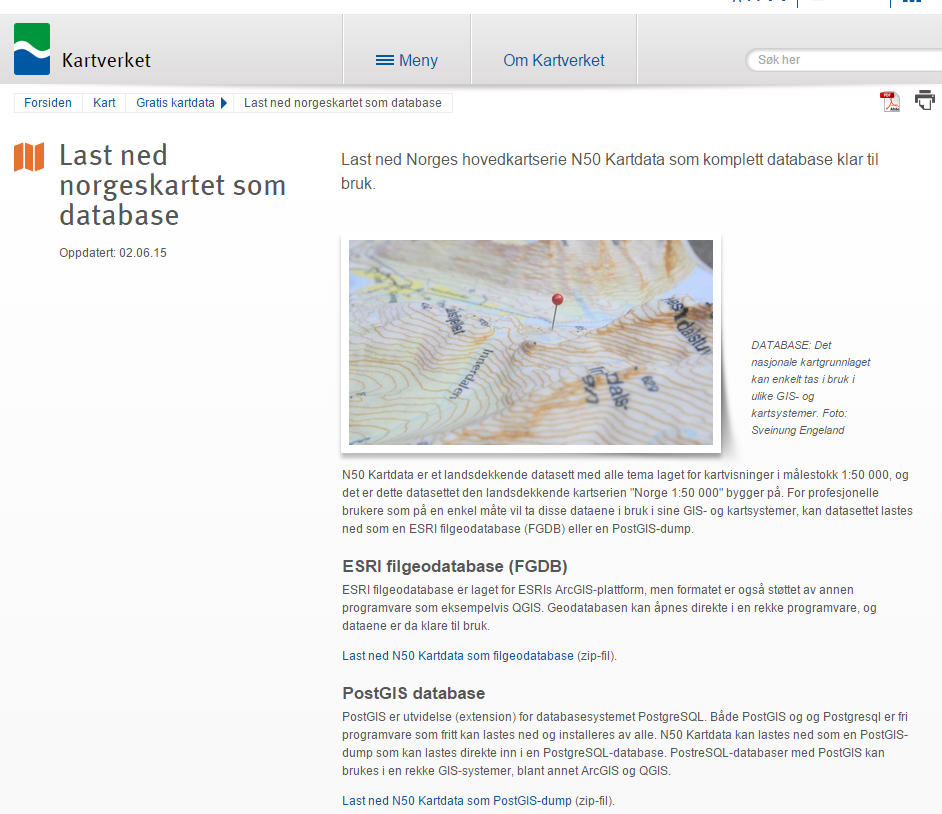 Kartverket
Meny
Om Kartverket
Søk her
Forsiden
Kart
Gratis kartdata
Last ned norgeskartet som database
Last ned
norgeskartet som
database
Oppdatert: 02.06.15
Last ned Norges hovedkartserie N50 Kartdata som komplett database klar til
bruk.
Innerdalen
DATABASE: Det
nasjonale kartgrunnlaget
kan enkelt tas i bruk i
ulike GIS- og
kartsystemer. Foto:
Sveinung Engeland
N50 Kartdata er et landsdekkende datasett med alle tema laget for kartvisninger i målestokk 1:50 000, og
det er dette datasettet den landsdekkende kartserien "Norge 1:50 000" bygger på. For profesjonelle
brukere som på en enkel måte vil ta disse dataene i bruk i sine GIS- og kartsystemer, kan datasettet lastes
ned som en ESRI filgeodatabase (FGDB) eller en PostGIS-dump.
ESRI filgeodatabase (FGDB)
ESRI filgeodatabase er laget for ESRIs ArcGIS-plattform, men formatet er også støttet av annen
programvare som eksempelvis QGIS. Geodatabasen kan åpnes direkte i en rekke programvare, og
dataene er da klare til bruk.
Last ned N50 Kartdata som filgeodatabase (zip-fil).
PostGIS database
PostGIS er utvidelse (extension) for databasesystemet PostgreSQL. Både PostGIS og og Postgresql er fri
programvare som fritt kan lastes ned og installeres av alle. N50 Kartdata kan lastes ned som en PostGIS-
dump som kan lastes direkte inn i en PostgreSQL-database. PostreSQL-databaser med PostGIS kan
brukes i en rekke GIS-systemer, blant annet ArcGIS og QGIS.
Last ned N50 Kartdata som PostGIS-dump (zip-fil).